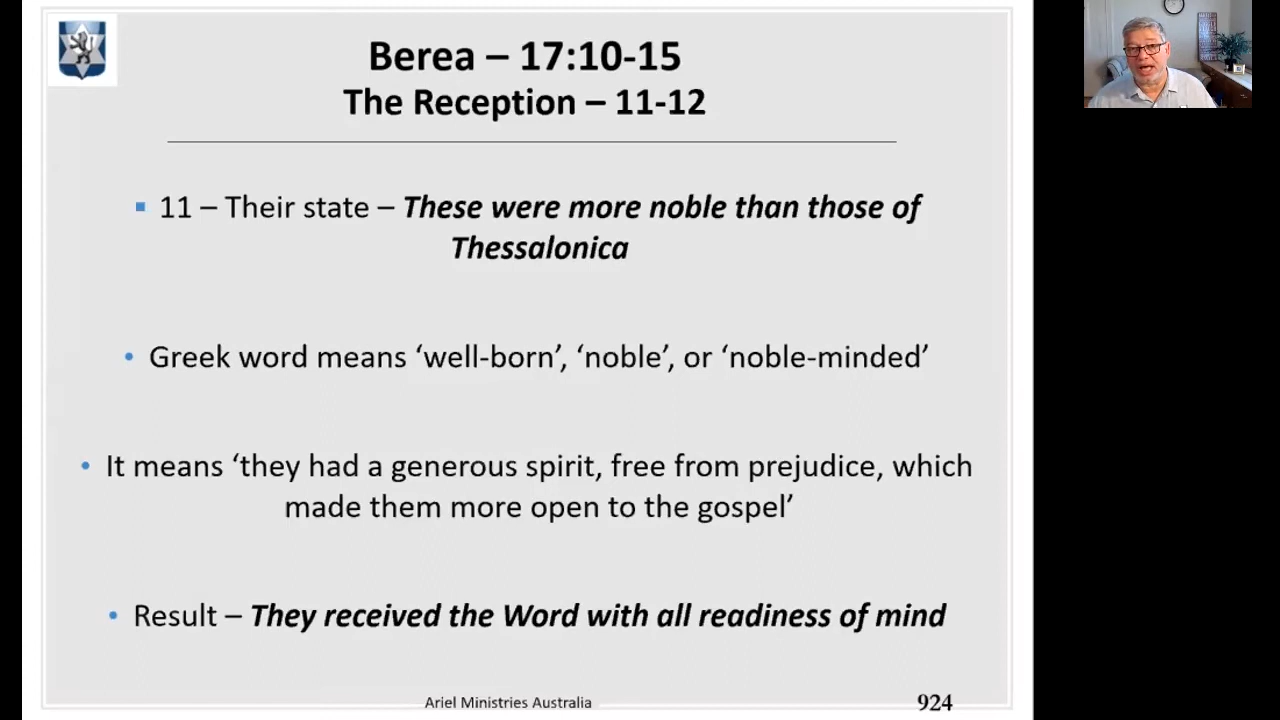 Berea – 17:10-15
The Reception – 11-12
▪ 11 – Their state – These were more noble than those of
Thessalonica
• Greek word means ‘well-born’, ‘noble’, or ‘noble-minded’
• It means ‘they had a generous spirit, free from prejudice, which
made them more open to the gospel’
• Result – They received the Word with all readiness of mind
Ariel Ministries Australia
924